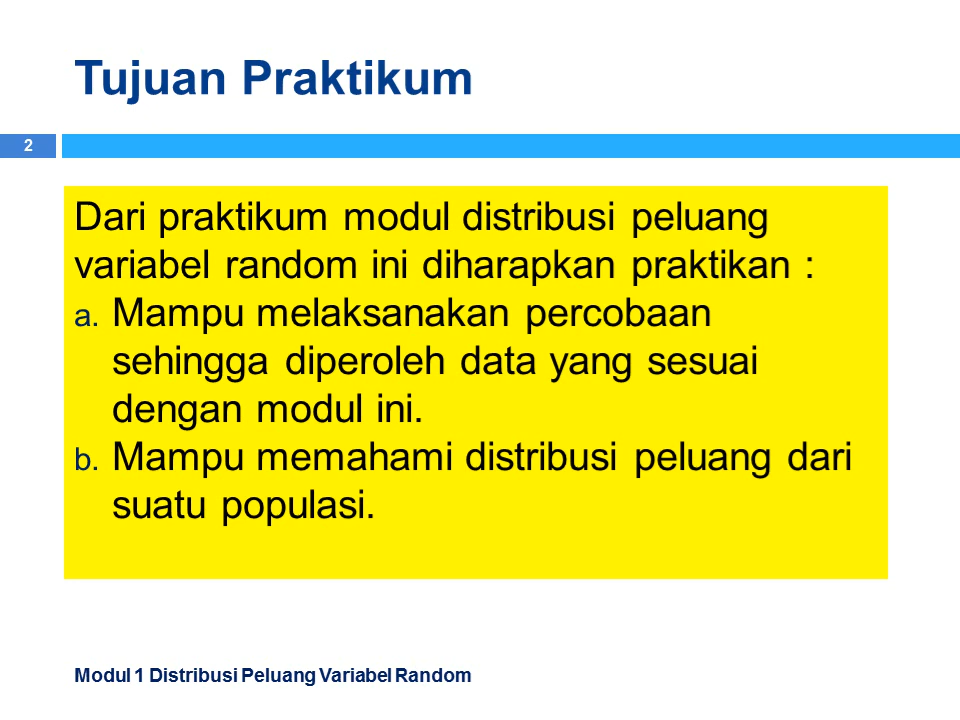 Tujuan Praktikum
2
Dari praktikum modul distribusi peluang
variabel random ini diharapkan praktikan :
a. Mampu melaksanakan percobaan
sehingga diperoleh data yang sesuai
dengan modul ini.
b. Mampu memahami distribusi peluang dari
suatu populasi.
Modul 1 Distribusi Peluang Variabel Random